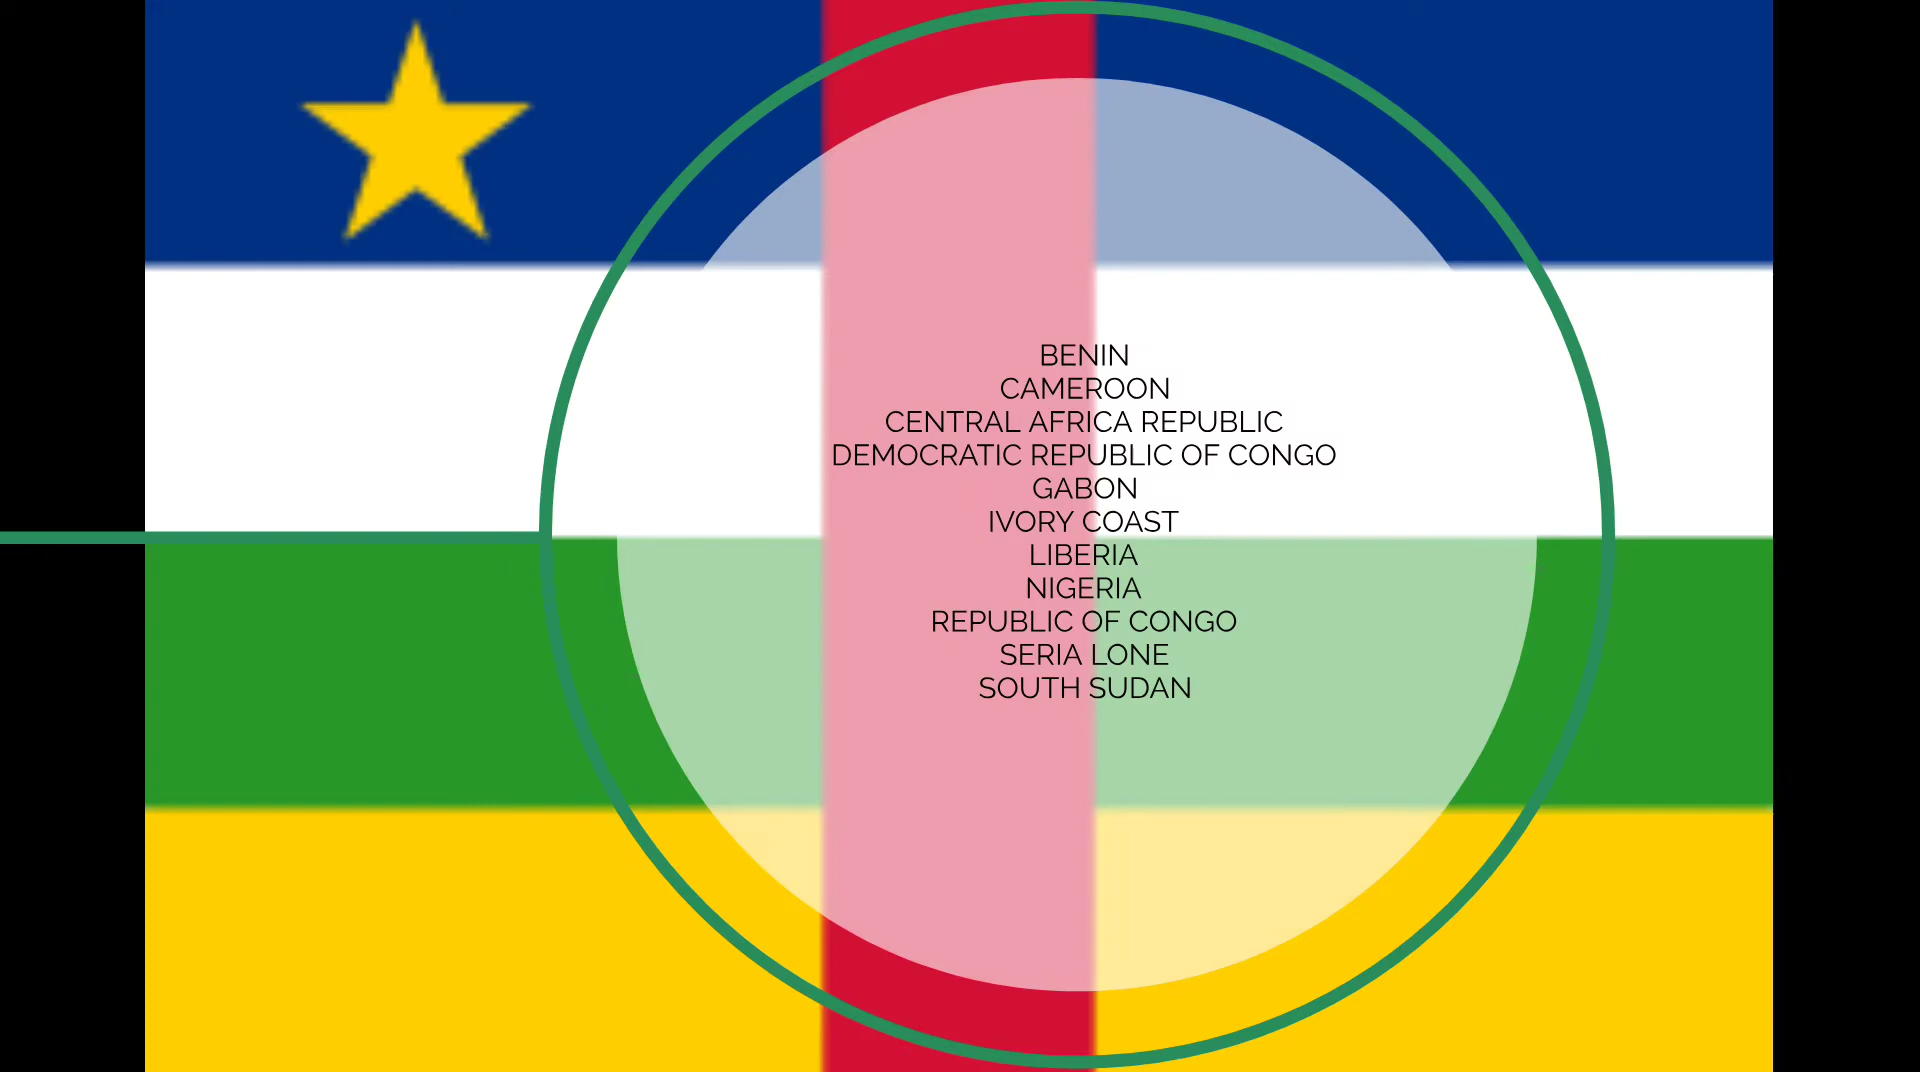 BENIN
CAMEROON
CENTRAL AFRICA REPUBLIC
DEMOCRATIC REPUBLIC OF CONGO
GABON
IVORY COAST
LIBERIA
NIGERIA
REPUBLIC OF CONGO
SERIA LONE
SOUTH SUDAN